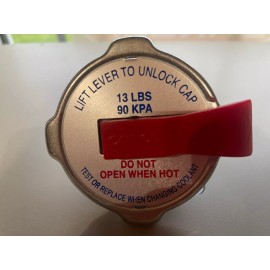 LIFT LEVER TO UNLOCK CAP
13 LBS
90 KPA
DO NOT
OPEN WHEN HOT
TEST OR REPLACE WHEN CHANGING COOLANT